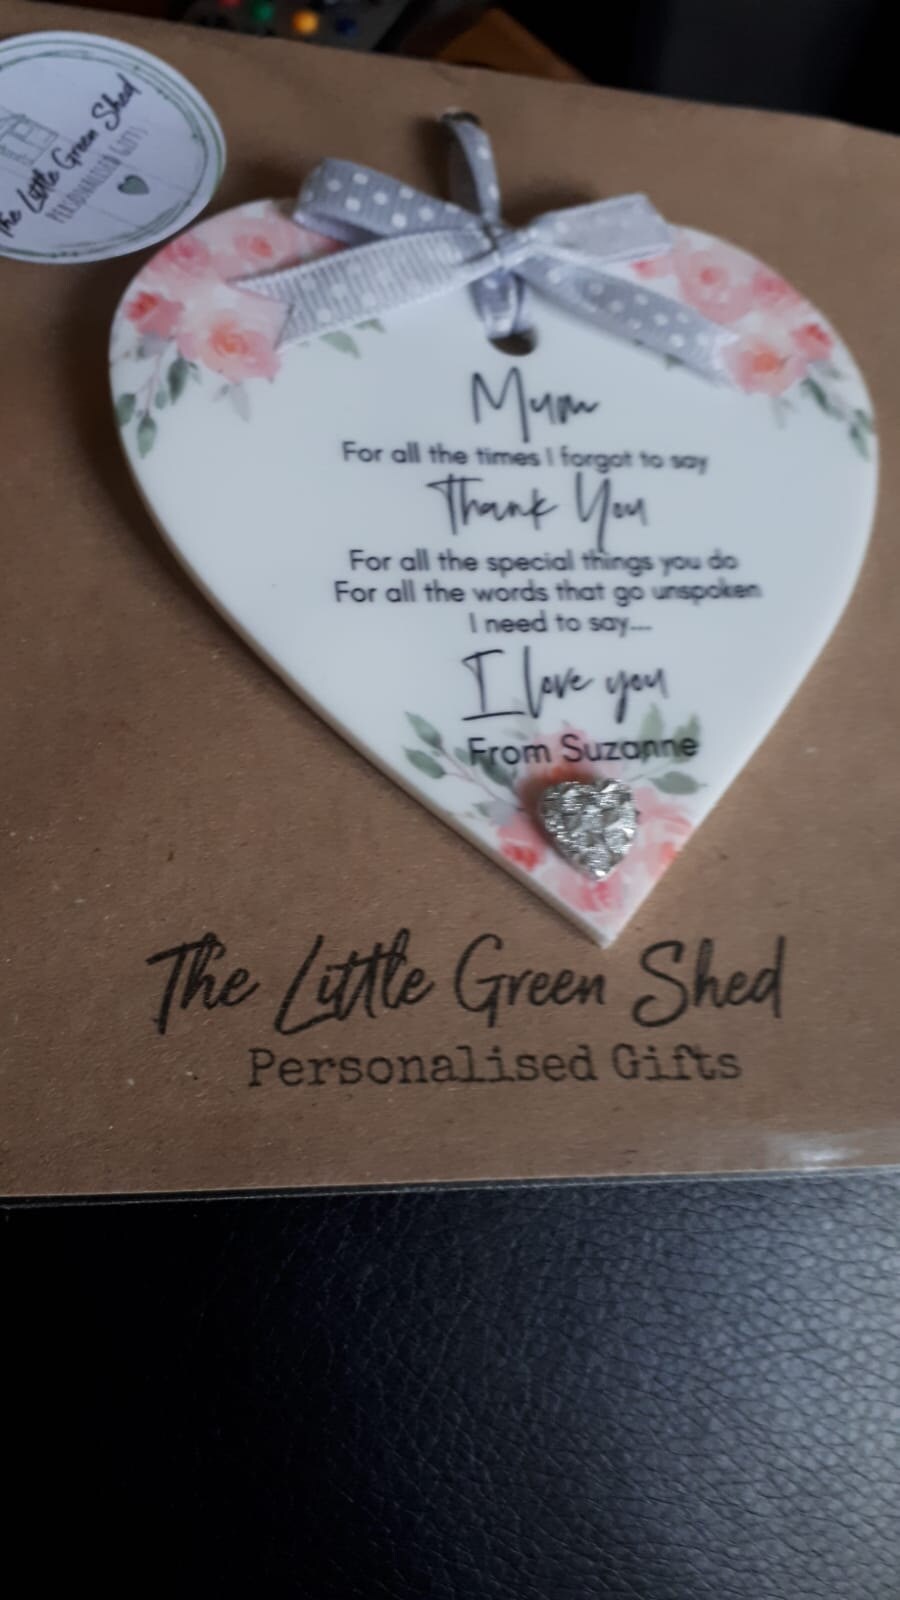 The Little Green Shed
PERSONALISED GIFTS
Mum
For all the times I forgot to say
Thank You
For all the special things you do
For all the words that go unspoken
I need to say...
I love you
From Suzanne
The Little Green Shed
Personalised Gifts